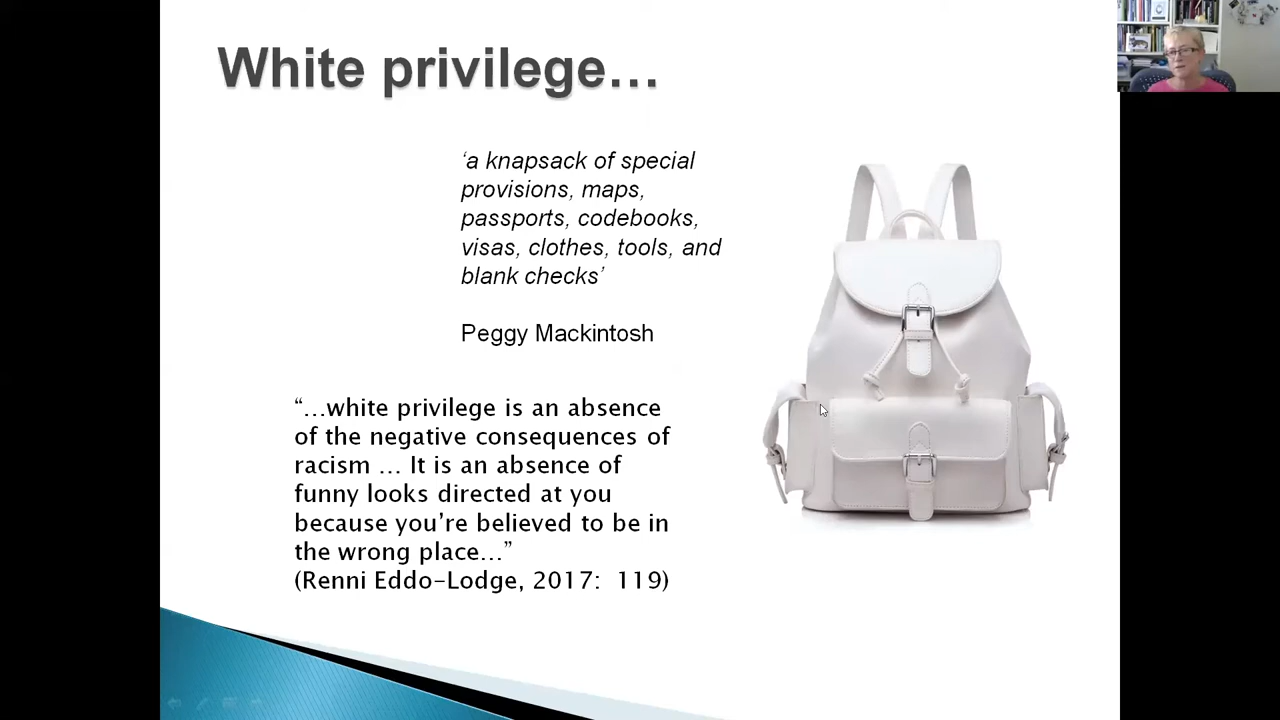 White privilege…
‘a knapsack of special
provisions, maps,
passports, codebooks,
visas, clothes, tools, and
blank checks’
Peggy Mackintosh
“…white privilege is an absence
of the negative consequences of
racism … It is an absence of
funny looks directed at you
because you’re believed to be in
the wrong place…”
(Renni Eddo-Lodge, 2017:  119)